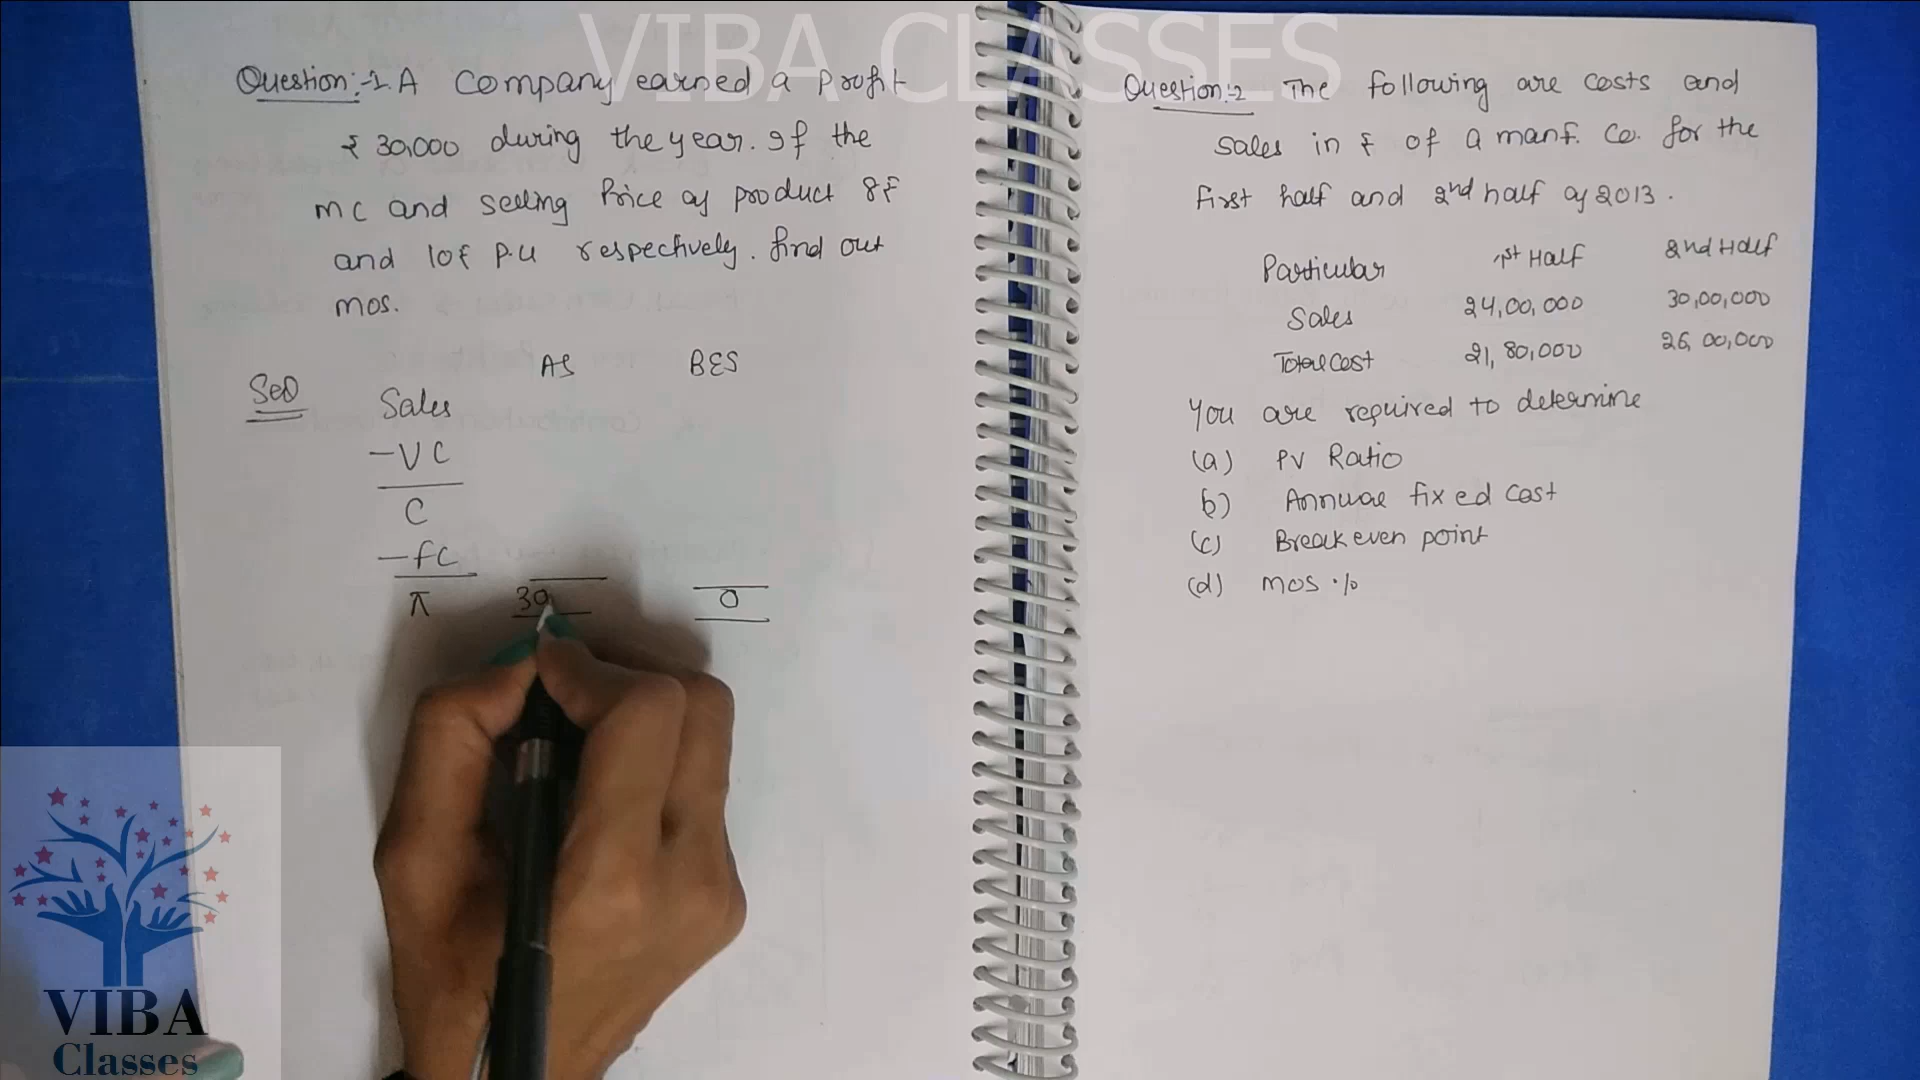 VIBA CLASSES
Question:-1. A Company earned a Profit
₹ 30,000 during the year. If the
mc and selling Price of product 8₹
and 10₹ P.U respectively. find out
mos.
AS BES
Sol Sales
-VC
C
-fC
π 30 0
Question:-2 The following are costs and
Sales in ₹ of a manf. Co. for the
first half and 2nd half of 2013.
Particular 1st Half 2nd Half
Sales 24,00,000 30,00,000
Total Cost 21,80,000 26,00,000
You are required to determine
(a) PV Ratio
b) Annual fixed Cost
(c) Break even point
(d) mos %
VIBA
Classes